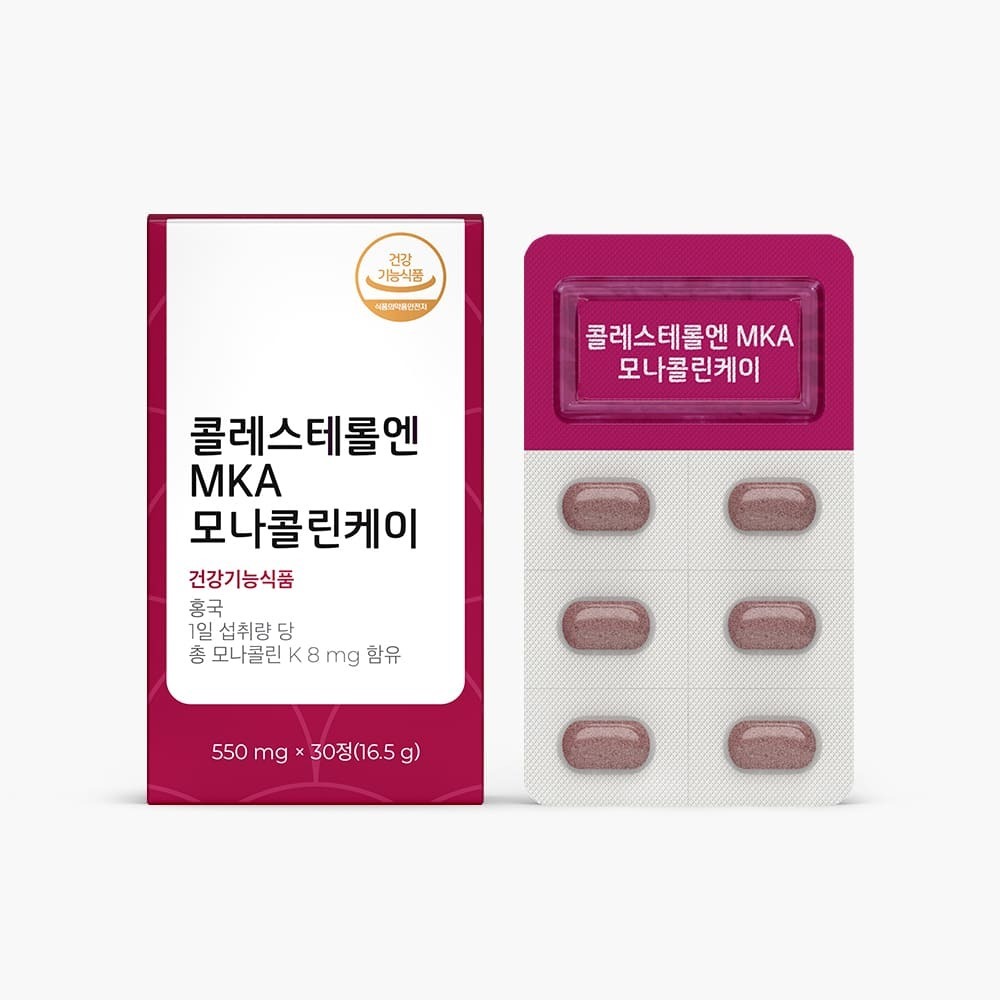 건강
기능식품
식품의약품안전처
콜레스테롤엔
MKA
모나콜린케이
건강기능식품
홍국
1일 섭취량 당
총 모나콜린 K 8 mg 함유
550 mg × 30정(16.5 g)
콜레스테롤엔 MKA
모나콜린케이